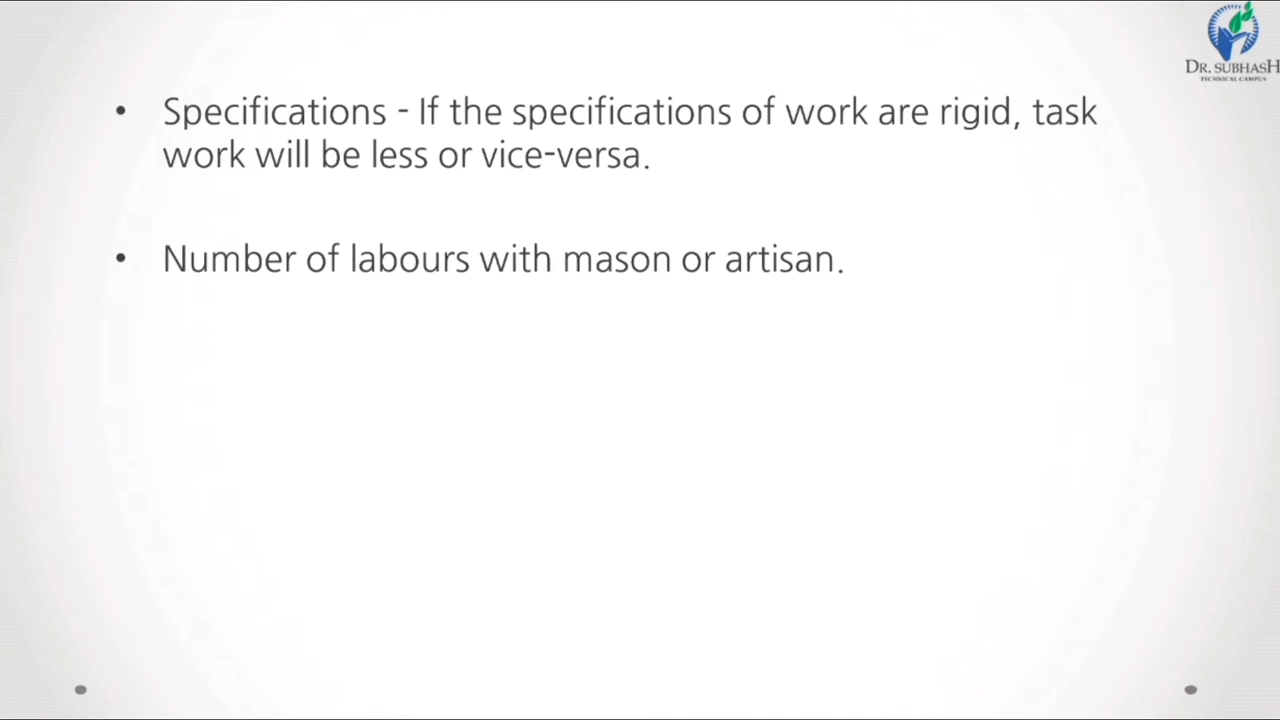 DR. SUBHASH
TECHNICAL CAMPUS
• Specifications - If the specifications of work are rigid, task
work will be less or vice-versa.
• Number of labours with mason or artisan.